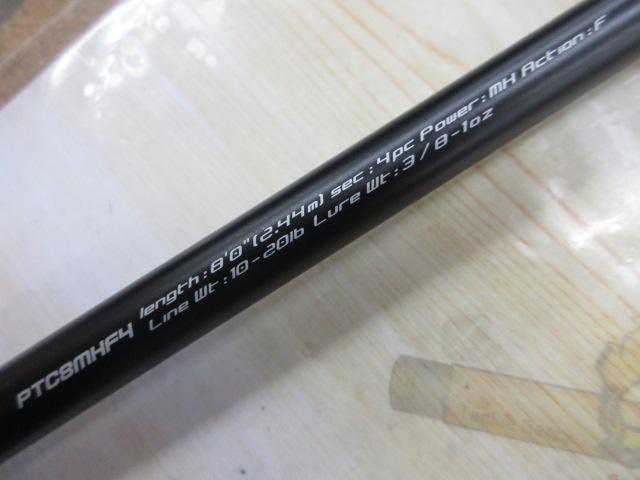 PTC8MHF4
length:8'0"(2.44m) sec:4pc Power:MH Action:F
Line Wt:10-20lb Lure Wt:3/8-1oz